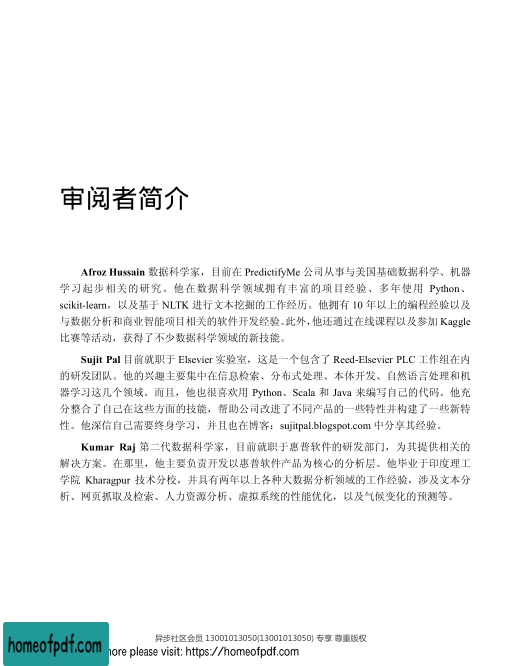 审阅者简介
Afroz Hussain 数据科学家，目前在 PredictifyMe 公司从事与美国基础数据科学、机器
学习起步相关的研究。他在数据科学领域拥有丰富的项目经验、多年使用 Python、
scikit-learn，以及基于 NLTK 进行文本挖掘的工作经历。他拥有 10 年以上的编程经验以及
与数据分析和商业智能项目相关的软件开发经验。此外，他还通过在线课程以及参加 Kaggle
比赛等活动，获得了不少数据科学领域的新技能。
Sujit Pal 目前就职于 Elsevier 实验室，这是一个包含了 Reed-Elsevier PLC 工作组在内
的研发团队。他的兴趣主要集中在信息检索、分布式处理、本体开发、自然语言处理和机
器学习这几个领域。而且，他也很喜欢用 Python、Scala 和 Java 来编写自己的代码。他充
分整合了自己在这些方面的技能，帮助公司改进了不同产品的一些特性并构建了一些新特
性。他深信自己需要终身学习，并且也在博客：sujitpal.blogspot.com 中分享其经验。
Kumar Raj 第二代数据科学家，目前就职于惠普软件的研发部门，为其提供相关的
解决方案。在那里，他主要负责开发以惠普软件产品为核心的分析层。他毕业于印度理工
学院 Kharagpur 技术分校，并具有两年以上各种大数据分析领域的工作经验，涉及文本分
析、网页抓取及检索、人力资源分析、虚拟系统的性能优化，以及气候变化的预测等。
异步社区会员 13001013050(13001013050) 专享 尊重版权
homeofpdf.com
ore please visit: https://homeofpdf.com